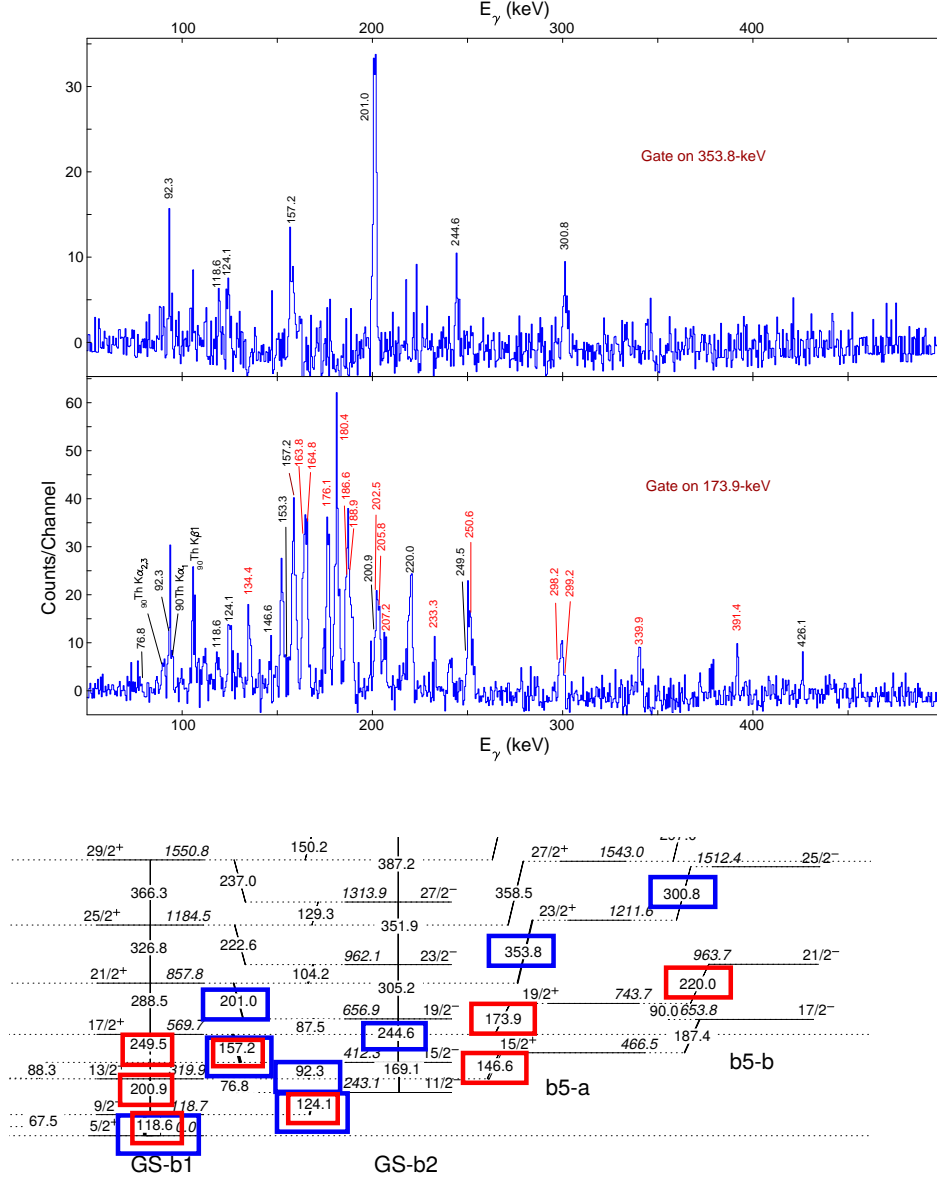 E_γ (keV)
100 200 300 400
30
20
10
0
92.3
118.6
124.1
157.2
201.0
244.6
300.8
Gate on 353.8-keV
60
50
40
30
20
10
0
Counts/Channel
76.8
₉₀Th Kα₂,₃
92.3
90Th Kα₁
₉₀Th Kβ1
118.6
124.1
134.4
146.6
153.3
157.2
163.8
164.8
176.1
180.4
186.6
188.9
200.9
202.5
205.8
207.2
220.0
233.3
249.5
250.6
298.2
299.2
339.9
391.4
426.1
Gate on 173.9-keV
100 200 300 400
E_γ (keV)
29/2⁺ 1550.8 150.2 387.2 27/2⁺ 1543.0 1512.4 25/2⁻
366.3 237.0 1313.9 27/2⁻ 358.5 300.8
25/2⁺ 1184.5 129.3 351.9 23/2⁺ 1211.6
326.8 222.6 962.1 23/2⁻ 353.8
21/2⁺ 857.8 104.2 305.2 963.7 21/2⁻
288.5 201.0 656.9 19/2⁻ 19/2⁺ 743.7 220.0
17/2⁺ 569.7 87.5 244.6 173.9 90.0 653.8 17/2⁻
249.5 157.2 412.3 15/2⁻ 15/2⁺ 466.5 187.4
88.3 13/2⁺ 319.9 76.8 92.3 169.1 146.6
200.9 243.1 11/2⁻ b5-a b5-b
9/2⁻ 118.7 124.1
67.5 118.6
5/2⁺ 0.0
GS-b1 GS-b2